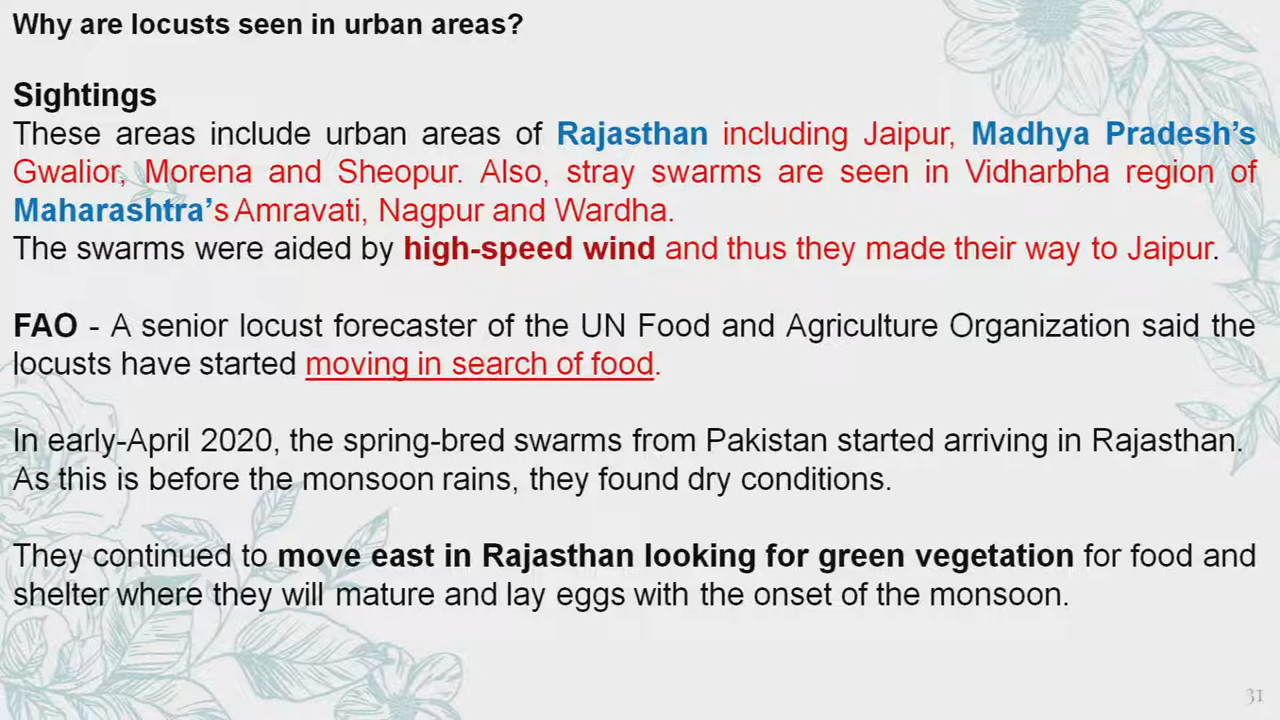 Why are locusts seen in urban areas?
Sightings
These areas include urban areas of Rajasthan including Jaipur, Madhya Pradesh’s
Gwalior, Morena and Sheopur. Also, stray swarms are seen in Vidharbha region of
Maharashtra’s Amravati, Nagpur and Wardha.
The swarms were aided by high-speed wind and thus they made their way to Jaipur.
FAO - A senior locust forecaster of the UN Food and Agriculture Organization said the
locusts have started moving in search of food.
In early-April 2020, the spring-bred swarms from Pakistan started arriving in Rajasthan.
As this is before the monsoon rains, they found dry conditions.
They continued to move east in Rajasthan looking for green vegetation for food and
shelter where they will mature and lay eggs with the onset of the monsoon.
31